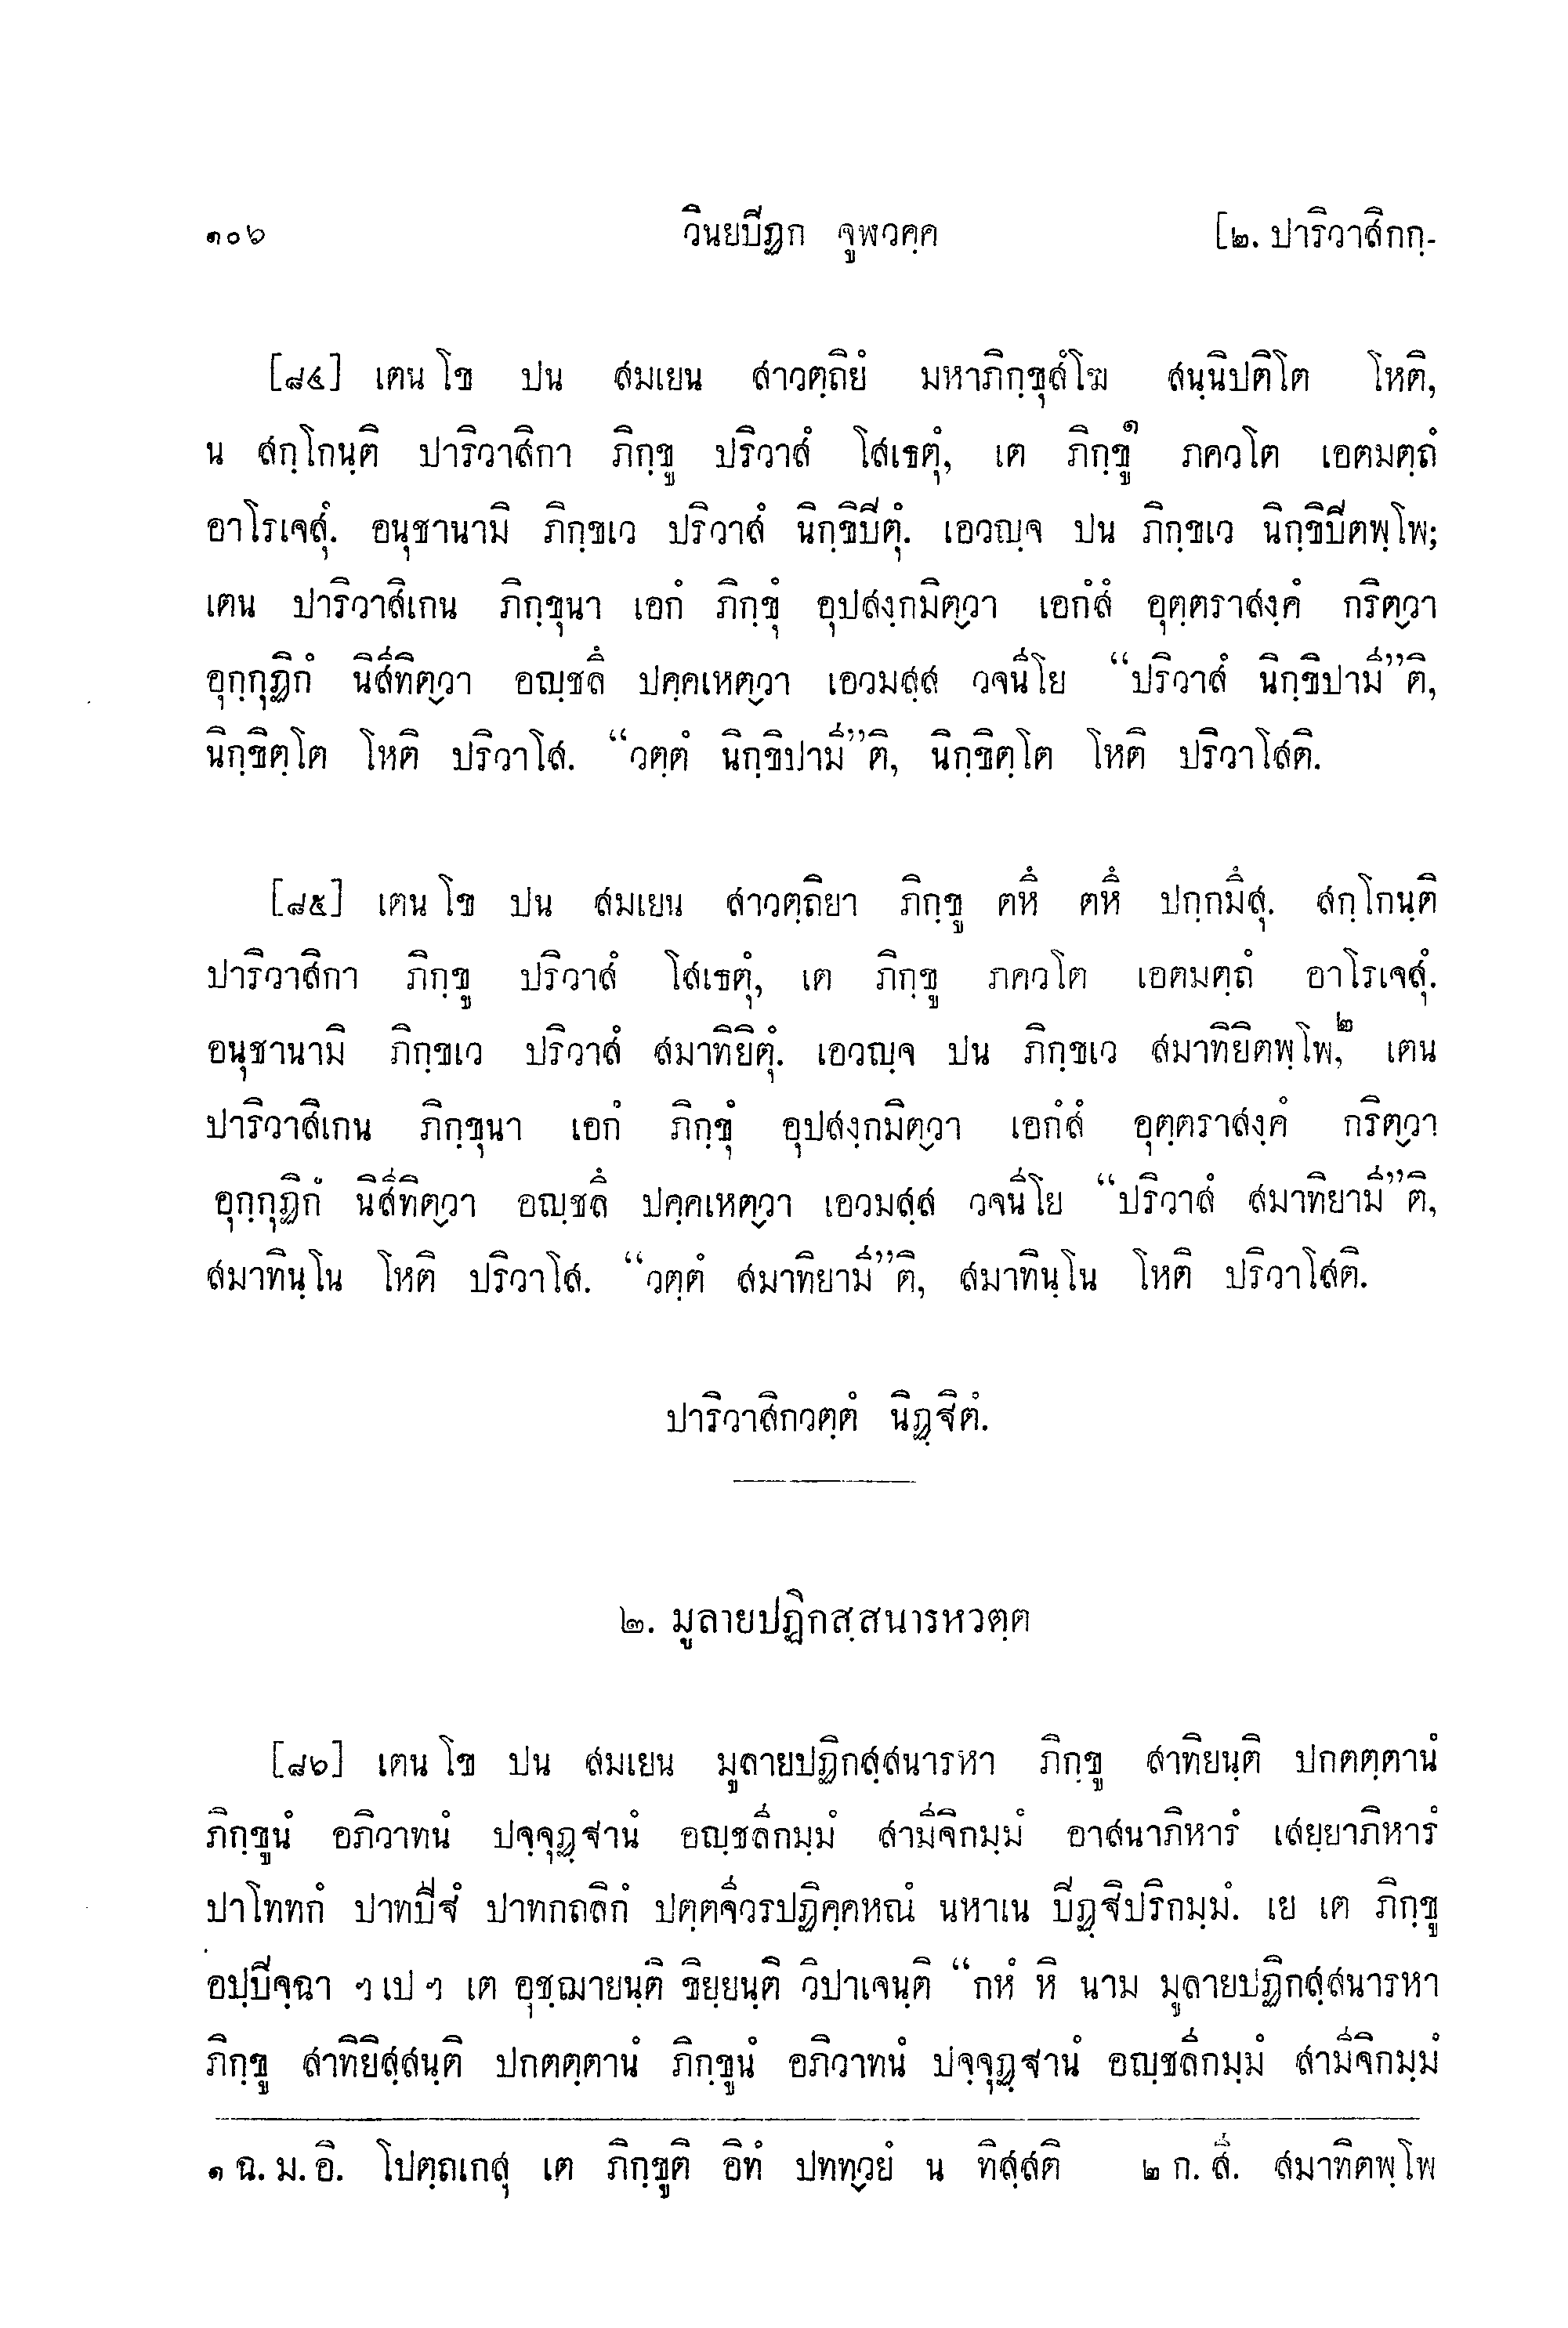 ๑๐๖ วินยปิฏก จูฬวคฺค [๒. ปาริวาสิกกฺ-
[๘๔] เตน โข ปน สมเยน สาวตฺถิยํ มหาภิกฺขุสํโฆ สนฺนิปติโต โหติ,
น สกฺโกนฺติ ปาริวาสิกา ภิกฺขู ปริวาสํ โสเธตุํ, เต ภิกฺขู๑ ภควโต เอตมตฺถํ
อาโรเจสุํ. อนุชานามิ ภิกฺขเว ปริวาสํ นิกฺขิปิตุํ. เอวญฺจ ปน ภิกฺขเว นิกฺขิปิตพฺโพ;
เตน ปาริวาสิเกน ภิกฺขุนา เอกํ ภิกฺขุํ อุปสงฺกมิตฺวา เอกํสํ อุตฺตราสงฺคํ กริตฺวา
อุกฺกุฏิกํ นิสีทิตฺวา อญฺชลึ ปคฺคเหตฺวา เอวมสฺส วจนีโย “ปริวาสํ นิกฺขิปามี”ติ,
นิกฺขิตฺโต โหติ ปริวาโส. “วตฺตํ นิกฺขิปามี”ติ, นิกฺขิตฺโต โหติ ปริวาโสติ.
[๘๕] เตน โข ปน สมเยน สาวตฺถิยา ภิกฺขู ตหึ ตหึ ปกฺกมึสุ. สกฺโกนฺติ
ปาริวาสิกา ภิกฺขู ปริวาสํ โสเธตุํ, เต ภิกฺขู ภควโต เอตมตฺถํ อาโรเจสุํ.
อนุชานามิ ภิกฺขเว ปริวาสํ สมาทิยิตุํ. เอวญฺจ ปน ภิกฺขเว สมาทิยิตพฺโพ,๒ เตน
ปาริวาสิเกน ภิกฺขุนา เอกํ ภิกฺขุํ อุปสงฺกมิตฺวา เอกํสํ อุตฺตราสงฺคํ กริตฺวา
อุกฺกุฏิกํ นิสีทิตฺวา อญฺชลึ ปคฺคเหตฺวา เอวมสฺส วจนีโย “ปริวาสํ สมาทิยามี”ติ,
สมาทินฺโน โหติ ปริวาโส. “วตฺตํ สมาทิยามี”ติ, สมาทินฺโน โหติ ปริวาโสติ.
ปาริวาสิกวตฺตํ นิฏฺฐิตํ.
๒. มูลายปฏิกสฺสนารหวตฺต
[๘๖] เตน โข ปน สมเยน มูลายปฏิกสฺสนารหา ภิกฺขู สาทิยนฺติ ปกตตฺตานํ
ภิกฺขูนํ อภิวาทนํ ปจฺจุฏฺฐานํ อญฺชลีกมฺมํ สามีจิกมฺมํ อาสนาภิหารํ เสยฺยาภิหารํ
ปาโททกํ ปาทปีฐํ ปาทกถลิกํ ปตฺตจีวรปฏิคฺคหณํ นหาเน ปิฏฺฐิปริกมฺมํ. เย เต ภิกฺขู
อปฺปิจฺฉา ฯเปฯ เต อุชฺฌายนฺติ ขิยฺยนฺติ วิปาเจนฺติ “กหํ หิ นาม มูลายปฏิกสฺสนารหา
ภิกฺขู สาทิยิสฺสนฺติ ปกตตฺตานํ ภิกฺขูนํ อภิวาทนํ ปจฺจุฏฺฐานํ อญฺชลีกมฺมํ สามีจิกมฺมํ
๑ ฉ. ม. อิ. โปตฺถเกสุ เต ภิกฺขูติ อิทํ ปททฺวยํ น ทิสฺสติ ๒ ก. สี. สมาทิตพฺโพ